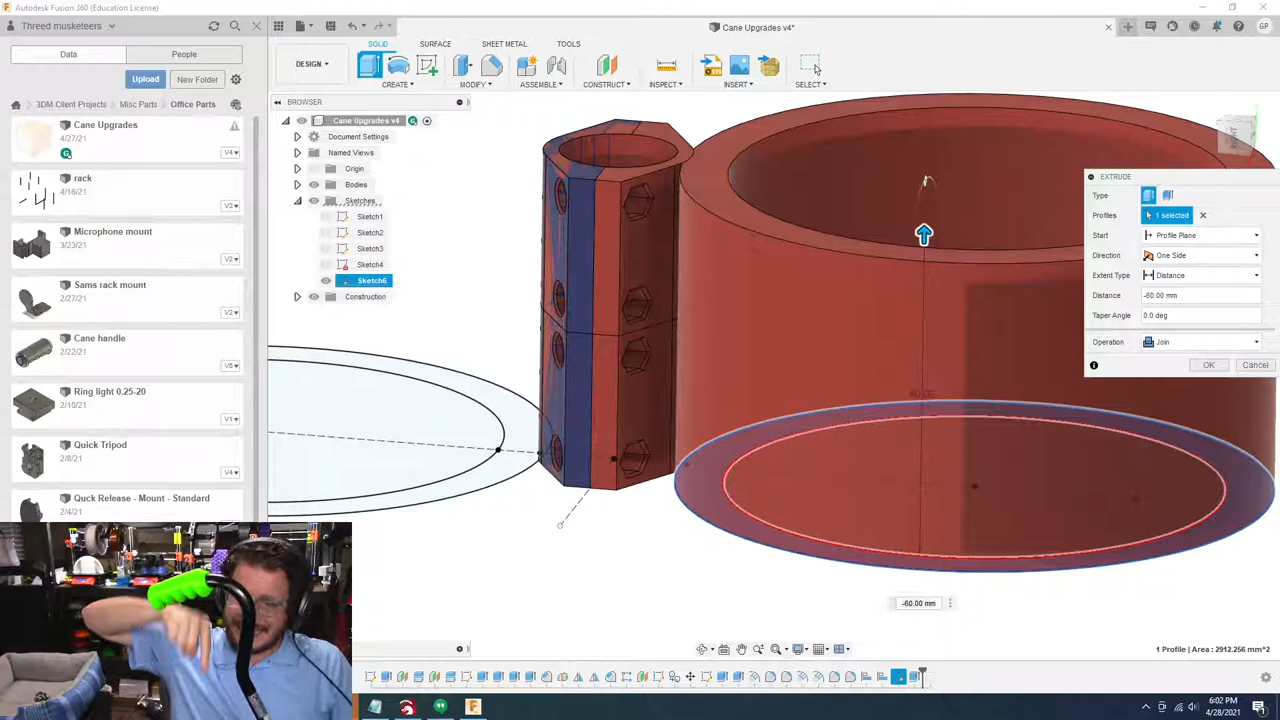 Autodesk Fusion 360 (Education License)
Threed musketeers
Cane Upgrades v4*
GP
Data
People
SOLID
SURFACE
SHEET METAL
TOOLS
DESIGN
CREATE
MODIFY
ASSEMBLE
CONSTRUCT
INSPECT
INSERT
SELECT
Upload
New Folder
3DM Client Projects
Misc Parts
Office Parts
Cane Upgrades
4/27/21
V4
rack
4/16/21
V2
Microphone mount
3/23/21
V2
Sams rack mount
2/27/21
V2
Cane handle
2/22/21
V5
Ring light 0.25-20
2/10/21
V1
Quick Tripod
2/8/21
V4
Quck Release - Mount - Standard
2/4/21
BROWSER
Cane Upgrades v4
Document Settings
Named Views
Origin
Bodies
Sketches
Sketch1
Sketch2
Sketch3
Sketch4
Sketch6
Construction
EXTRUDE
Type
Profiles
1 selected
Start
Profile Plane
Direction
One Side
Extent Type
Distance
Distance
-60.00 mm
Taper Angle
0.0 deg
Operation
Join
OK
Cancel
-60.00 mm
1 Profile | Area : 2912.256 mm^2
6:02 PM
4/28/2021